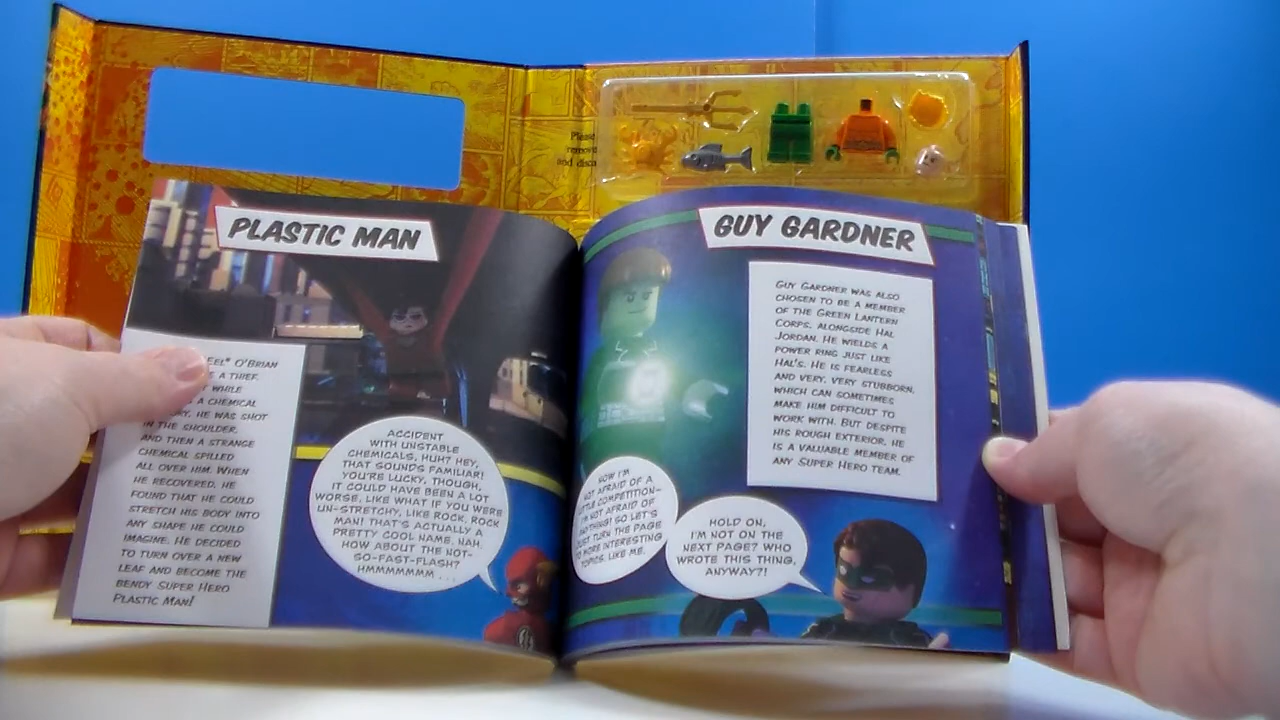 Please
remove
and disca
PLASTIC MAN
EEL" O'BRIAN
S A THIEF.
WHILE
A CHEMICAL
HE WAS SHOT
IN THE SHOULDER,
AND THEN A STRANGE
CHEMICAL SPILLED
ALL OVER HIM. WHEN
HE RECOVERED, HE
FOUND THAT HE COULD
STRETCH HIS BODY INTO
ANY SHAPE HE COULD
IMAGINE. HE DECIDED
TO TURN OVER A NEW
LEAF AND BECOME THE
BENDY SUPER HERO
PLASTIC MAN!
ACCIDENT
WITH UNSTABLE
CHEMICALS, HUH? HEY,
THAT SOUNDS FAMILIAR!
YOU'RE LUCKY, THOUGH.
IT COULD HAVE BEEN A LOT
WORSE. LIKE WHAT IF YOU WERE
UN-STRETCHY, LIKE ROCK. ROCK
MAN! THAT'S ACTUALLY A
PRETTY COOL NAME. NAH.
HOW ABOUT THE NOT-
SO-FAST-FLASH?
HMMMMMMM . . .
GUY GARDNER
GUY GARDNER WAS ALSO
CHOSEN TO BE A MEMBER
OF THE GREEN LANTERN
CORPS, ALONGSIDE HAL
JORDAN. HE WIELDS A
POWER RING JUST LIKE
HAL'S. HE IS FEARLESS
AND VERY, VERY STUBBORN,
WHICH CAN SOMETIMES
MAKE HIM DIFFICULT TO
WORK WITH. BUT DESPITE
HIS ROUGH EXTERIOR, HE
IS A VALUABLE MEMBER OF
ANY SUPER HERO TEAM.
NOW I'M
NOT AFRAID OF A
LITTLE COMPETITION—
I'M NOT AFRAID OF
ANYTHING! SO LET'S
JUST TURN THE PAGE
TO MORE INTERESTING
TOPICS, LIKE ME.
HOLD ON,
I'M NOT ON THE
NEXT PAGE? WHO
WROTE THIS THING,
ANYWAY?!